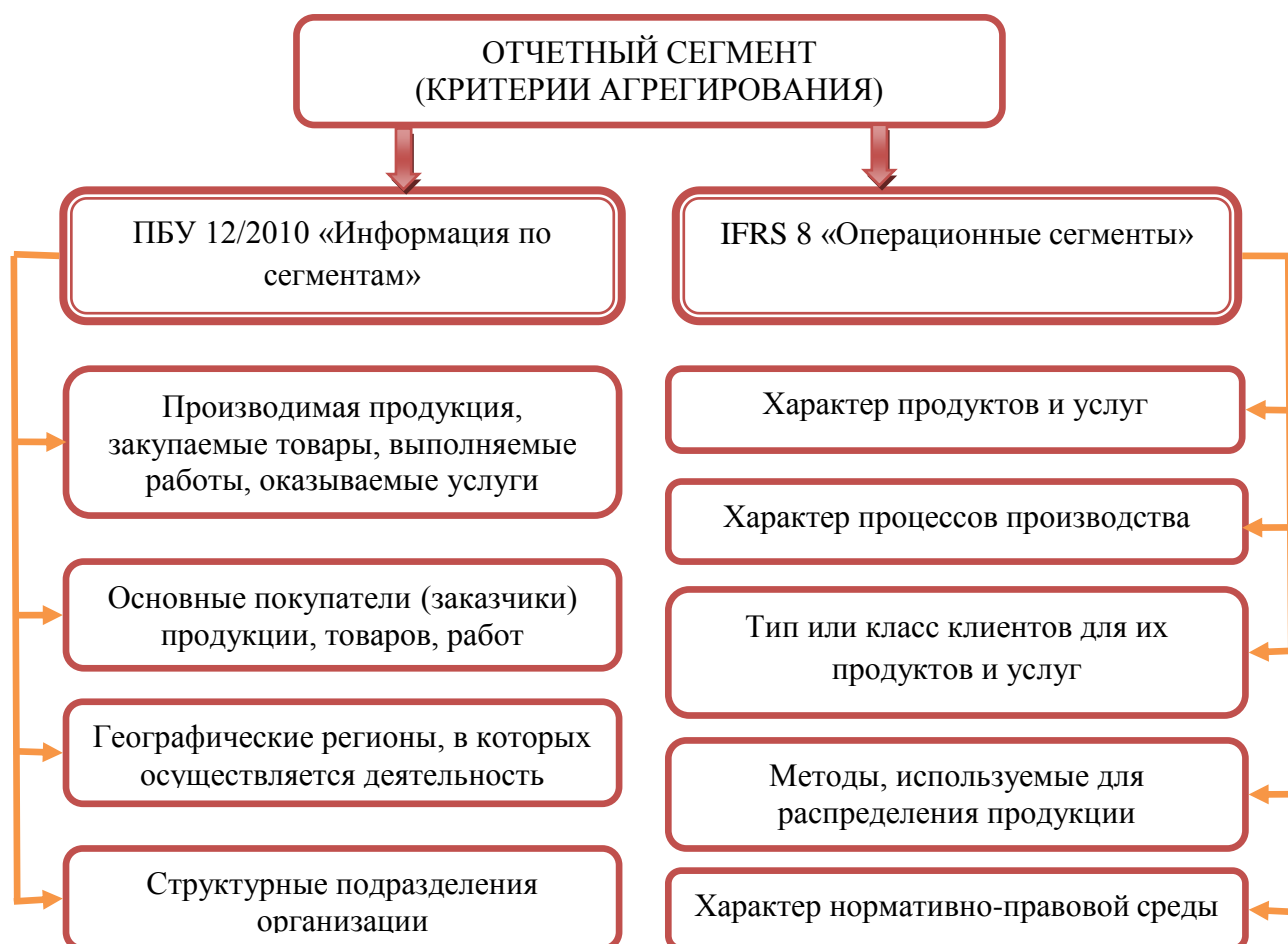 ОТЧЕТНЫЙ СЕГМЕНТ
(КРИТЕРИИ АГРЕГИРОВАНИЯ)
ПБУ 12/2010 «Информация по
сегментам»
Производимая продукция,
закупаемые товары, выполняемые
работы, оказываемые услуги
Основные покупатели (заказчики)
продукции, товаров, работ
Географические регионы, в которых
осуществляется деятельность
Структурные подразделения
организации
IFRS 8 «Операционные сегменты»
Характер продуктов и услуг
Характер процессов производства
Тип или класс клиентов для их
продуктов и услуг
Методы, используемые для
распределения продукции
Характер нормативно-правовой среды